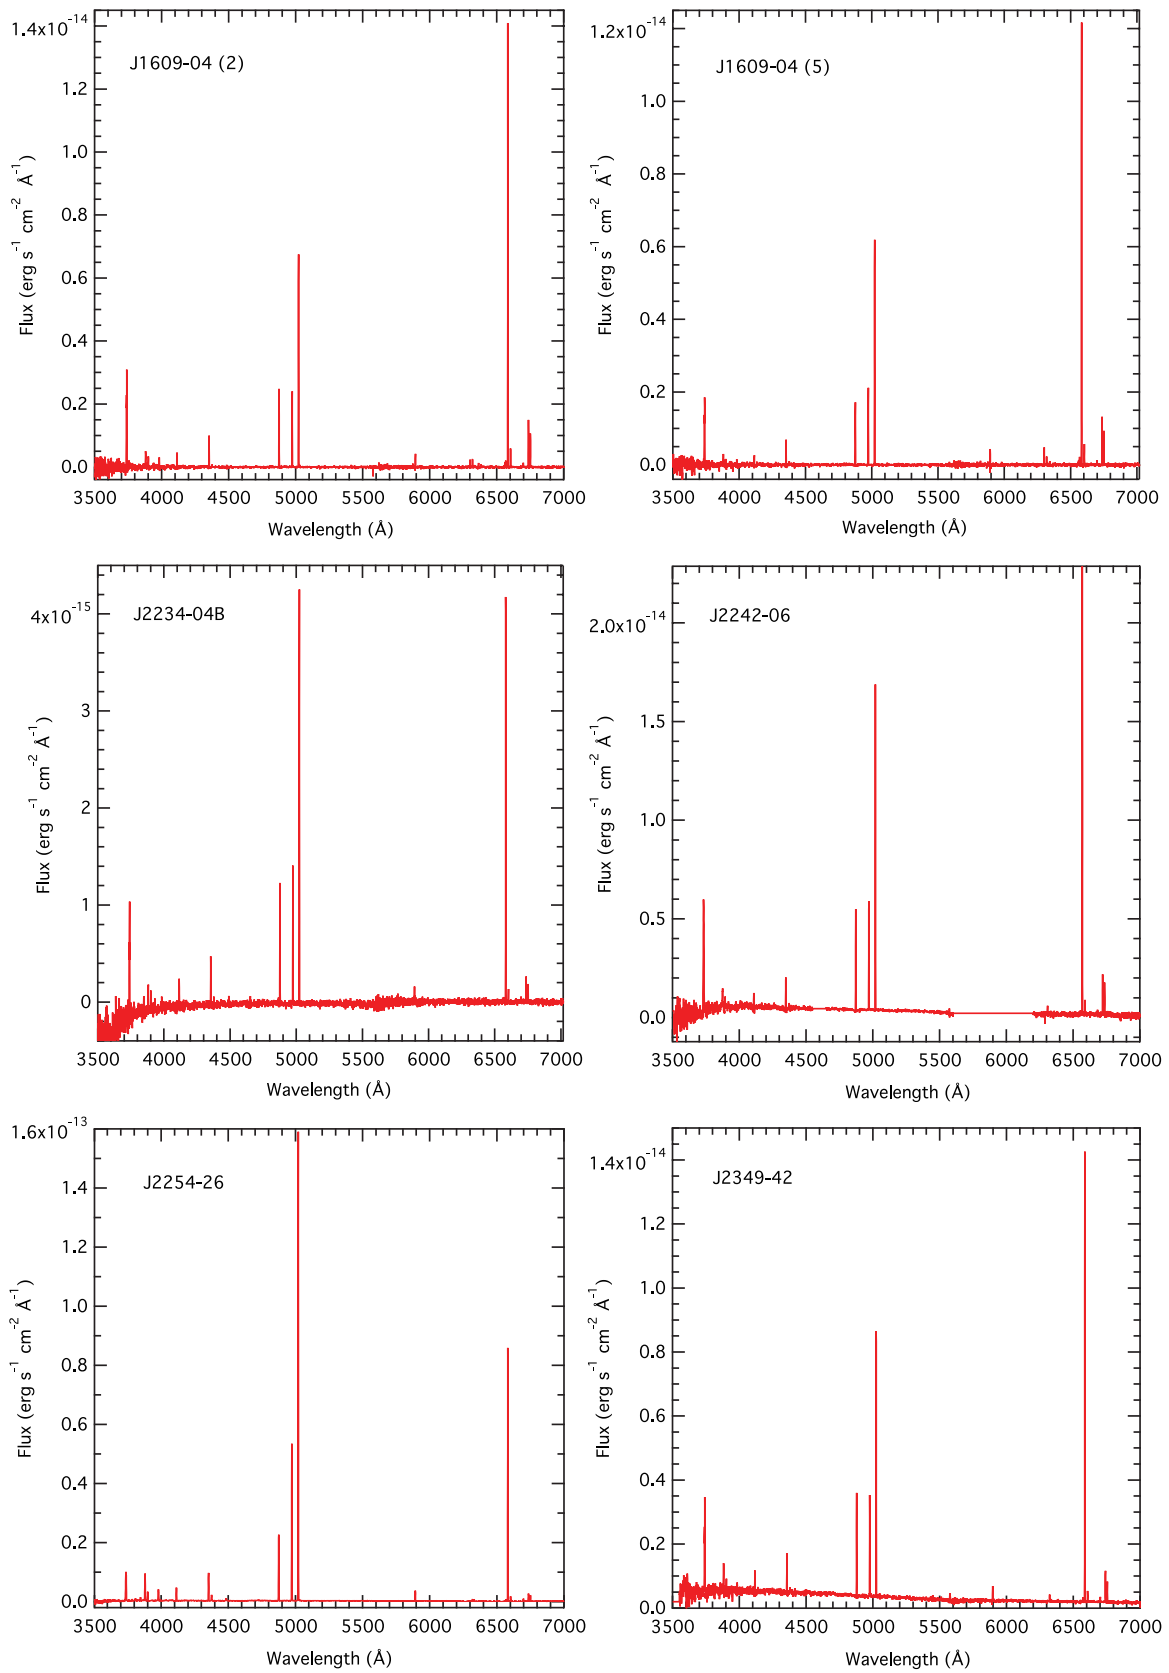 1.4x10-14
1.2
1.0
0.8
0.6
0.4
0.2
0.0
Flux (erg s-1 cm-2 Å-1)
J1609-04 (2)
3500 4000 4500 5000 5500 6000 6500 7000
Wavelength (Å)
1.2x10-14
1.0
0.8
0.6
0.4
0.2
0.0
Flux (erg s-1 cm-2 Å-1)
J1609-04 (5)
3500 4000 4500 5000 5500 6000 6500 7000
Wavelength (Å)
4x10-15
3
2
1
0
Flux (erg s-1 cm-2 Å-1)
J2234-04B
3500 4000 4500 5000 5500 6000 6500 7000
Wavelength (Å)
2.0x10-14
1.5
1.0
0.5
0.0
Flux (erg s-1 cm-2 Å-1)
J2242-06
3500 4000 4500 5000 5500 6000 6500 7000
Wavelength (Å)
1.6x10-13
1.4
1.2
1.0
0.8
0.6
0.4
0.2
0.0
Flux (erg s-1 cm-2 Å-1)
J2254-26
3500 4000 4500 5000 5500 6000 6500 7000
Wavelength (Å)
1.4x10-14
1.2
1.0
0.8
0.6
0.4
0.2
0.0
Flux (erg s-1 cm-2 Å-1)
J2349-42
3500 4000 4500 5000 5500 6000 6500 7000
Wavelength (Å)